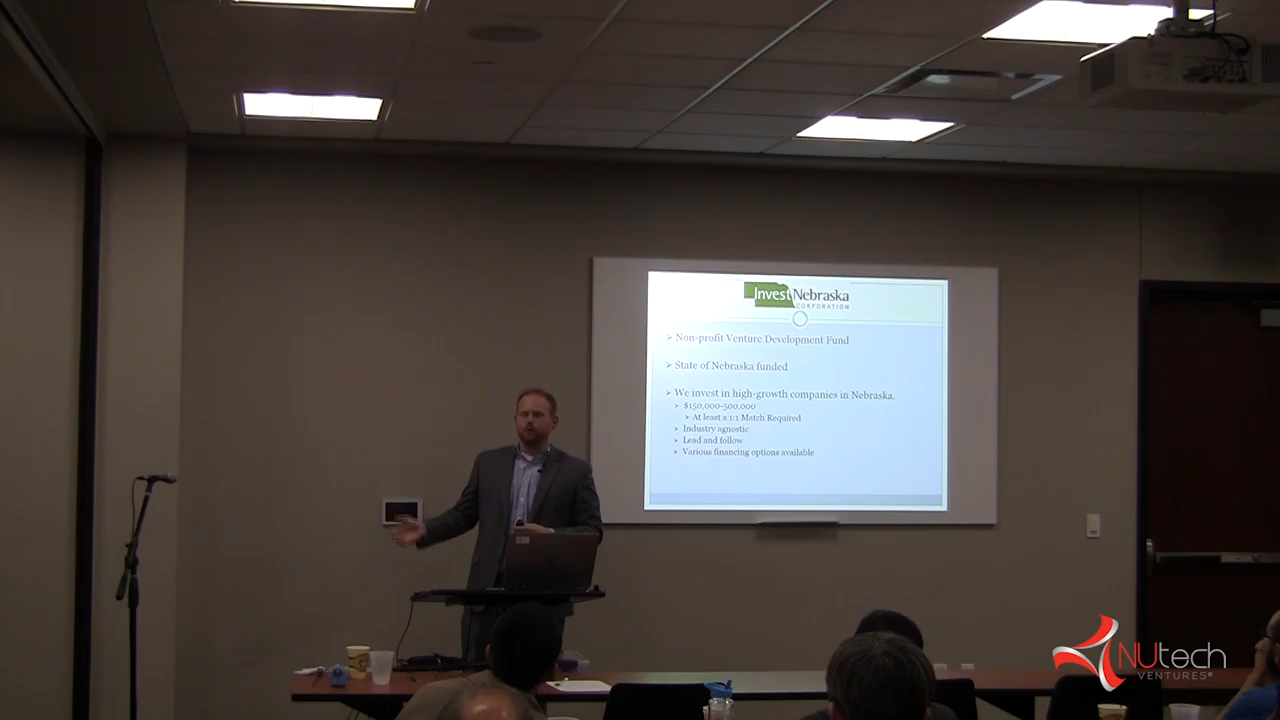 Invest Nebraska
CORPORATION
Non-profit Venture Development Fund
State of Nebraska funded
We invest in high-growth companies in Nebraska.
$150,000-500,000
At least a 1:1 Match Required
Industry agnostic
Lead and follow
Various financing options available
NUtech
VENTURES®